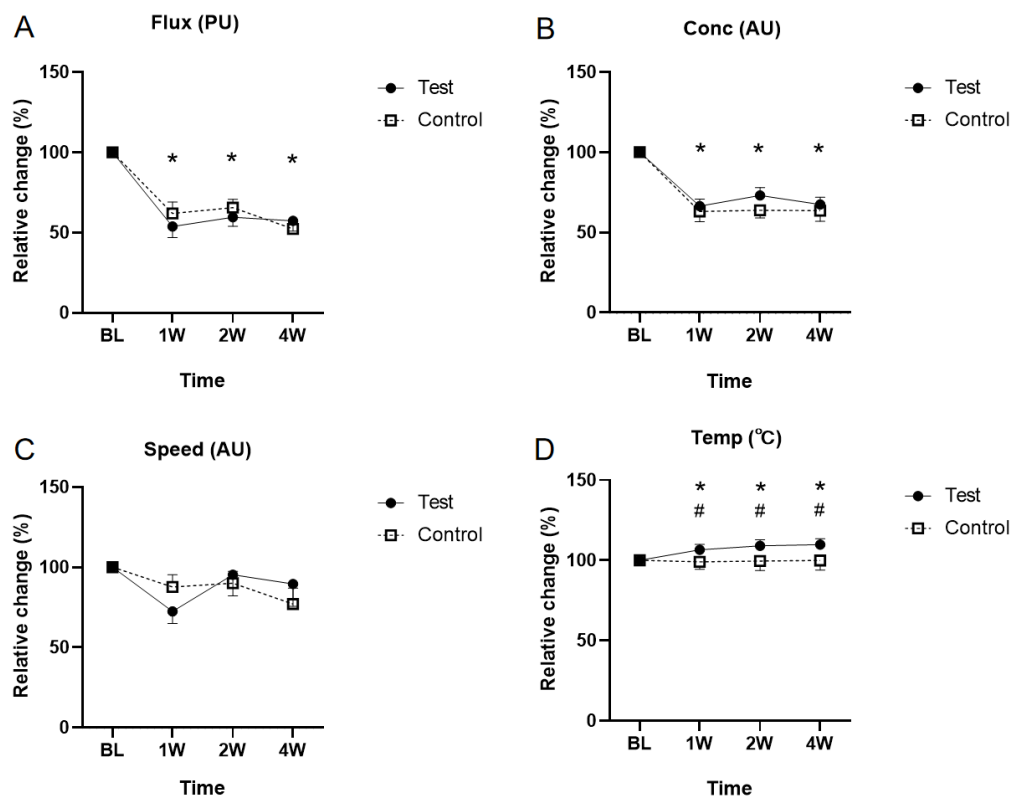 A
Flux (PU)
Relative change (%)
150
100
50
0
* * *
BL 1W 2W 4W
Time
Test
Control
B
Conc (AU)
Relative change (%)
150
100
50
0
* * *
BL 1W 2W 4W
Time
Test
Control
C
Speed (AU)
Relative change (%)
150
100
50
0
BL 1W 2W 4W
Time
Test
Control
D
Temp (℃)
Relative change (%)
150
100
50
0
* * *
# # #
BL 1W 2W 4W
Time
Test
Control